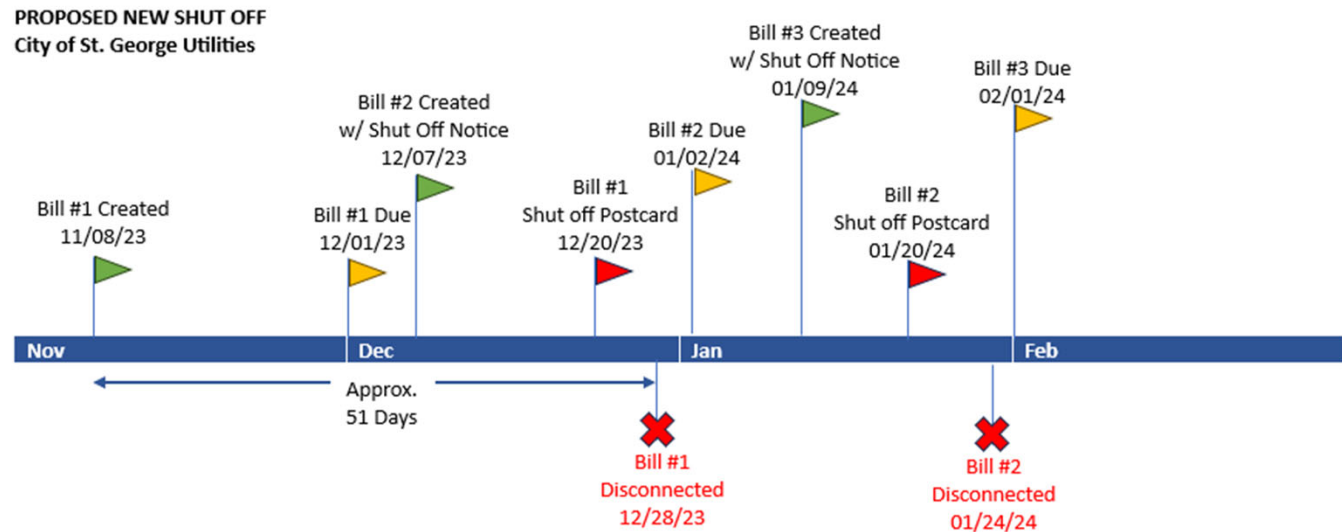 PROPOSED NEW SHUT OFF
City of St. George Utilities
Bill #1 Created
11/08/23
Bill #1 Due
12/01/23
Bill #2 Created
w/ Shut Off Notice
12/07/23
Bill #1
Shut off Postcard
12/20/23
Bill #2 Due
01/02/24
Bill #3 Created
w/ Shut Off Notice
01/09/24
Bill #2
Shut off Postcard
01/20/24
Bill #3 Due
02/01/24
Nov
Dec
Jan
Feb
Approx.
51 Days
Bill #1
Disconnected
12/28/23
Bill #2
Disconnected
01/24/24